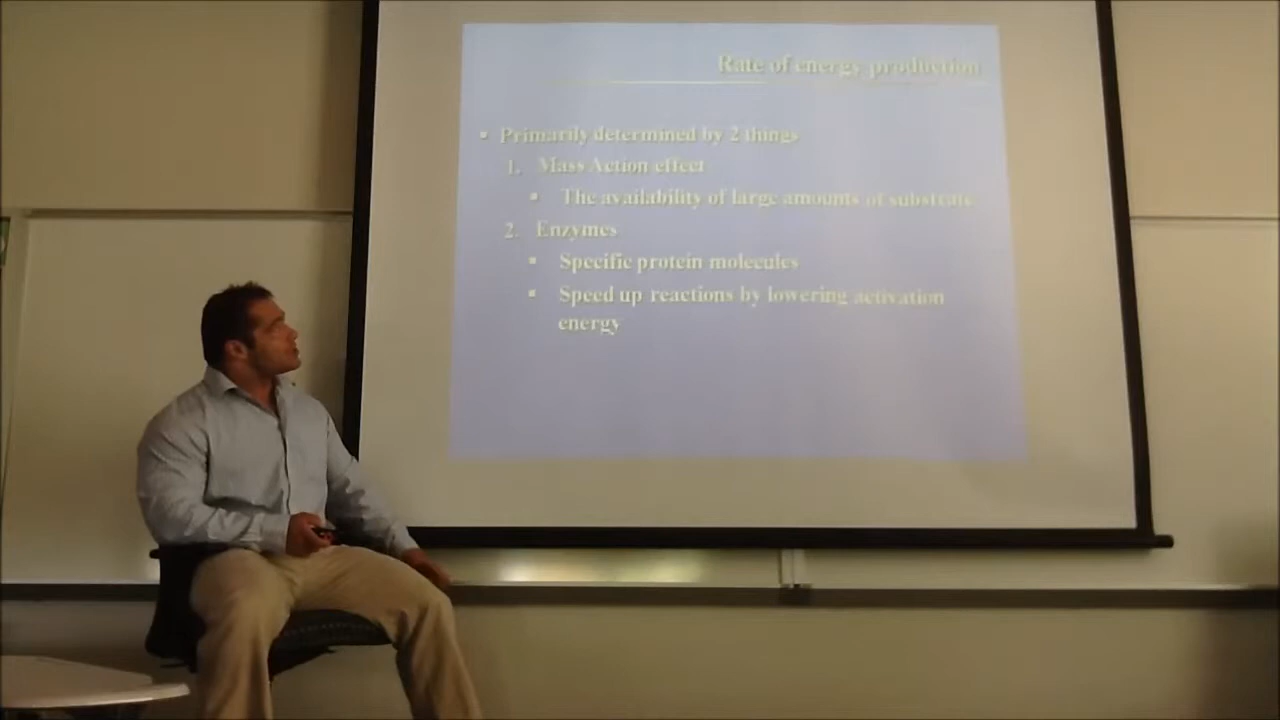 Rate of energy production
▪ Primarily determined by 2 things
1. Mass Action effect
▪ The availability of large amounts of substrate
2. Enzymes
▪ Specific protein molecules
▪ Speed up reactions by lowering activation
energy